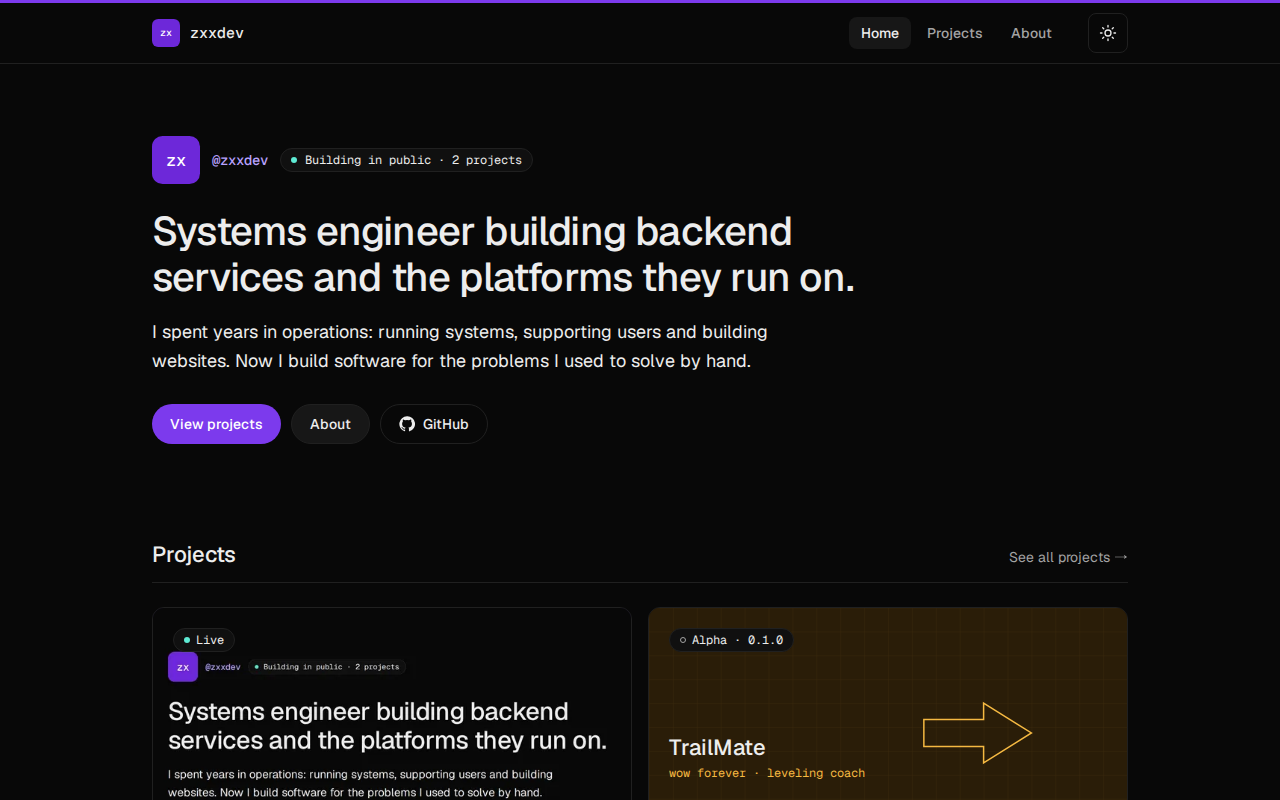 zx zxxdev Home Projects About
zx @zxxdev Building in public · 2 projects
Systems engineer building backend
services and the platforms they run on.
I spent years in operations: running systems, supporting users and building
websites. Now I build software for the problems I used to solve by hand.
View projects About GitHub
Projects See all projects →
Live
zx @zxxdev Building in public · 2 projects
Systems engineer building backend
services and the platforms they run on.
I spent years in operations: running systems, supporting users and building
websites. Now I build software for the problems I used to solve by hand.
Alpha · 0.1.0
TrailMate
wow forever · leveling coach